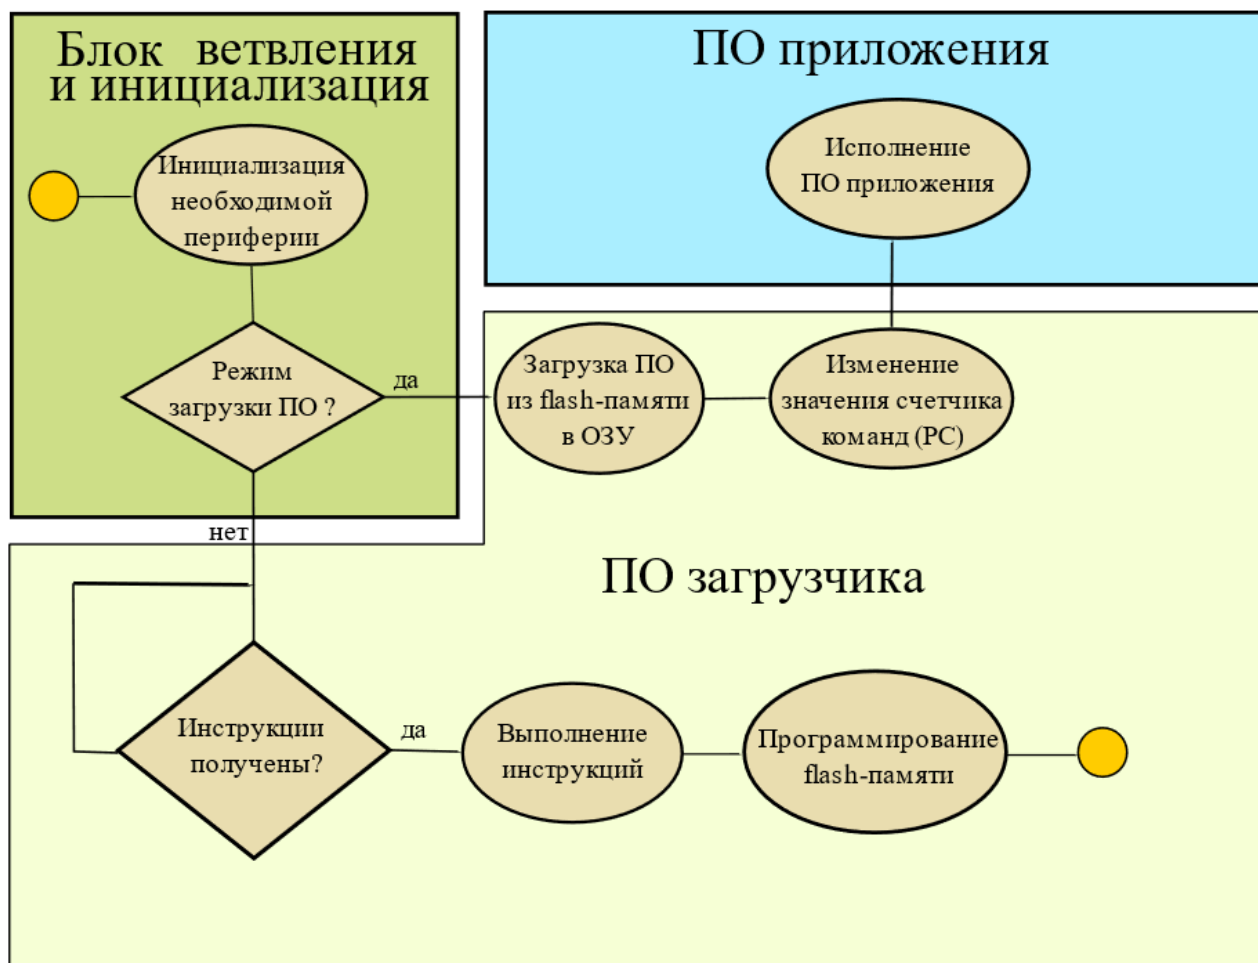 Блок ветвления
и инициализация
ПО приложения
Инициализация
необходимой
периферии
Исполнение
ПО приложения
Режим
загрузки ПО ?
да
Загрузка ПО
из flash-памяти
в ОЗУ
Изменение
значения счетчика
команд (PC)
нет
ПО загрузчика
Инструкции
получены?
да
Выполнение
инструкций
Программирование
flash-памяти